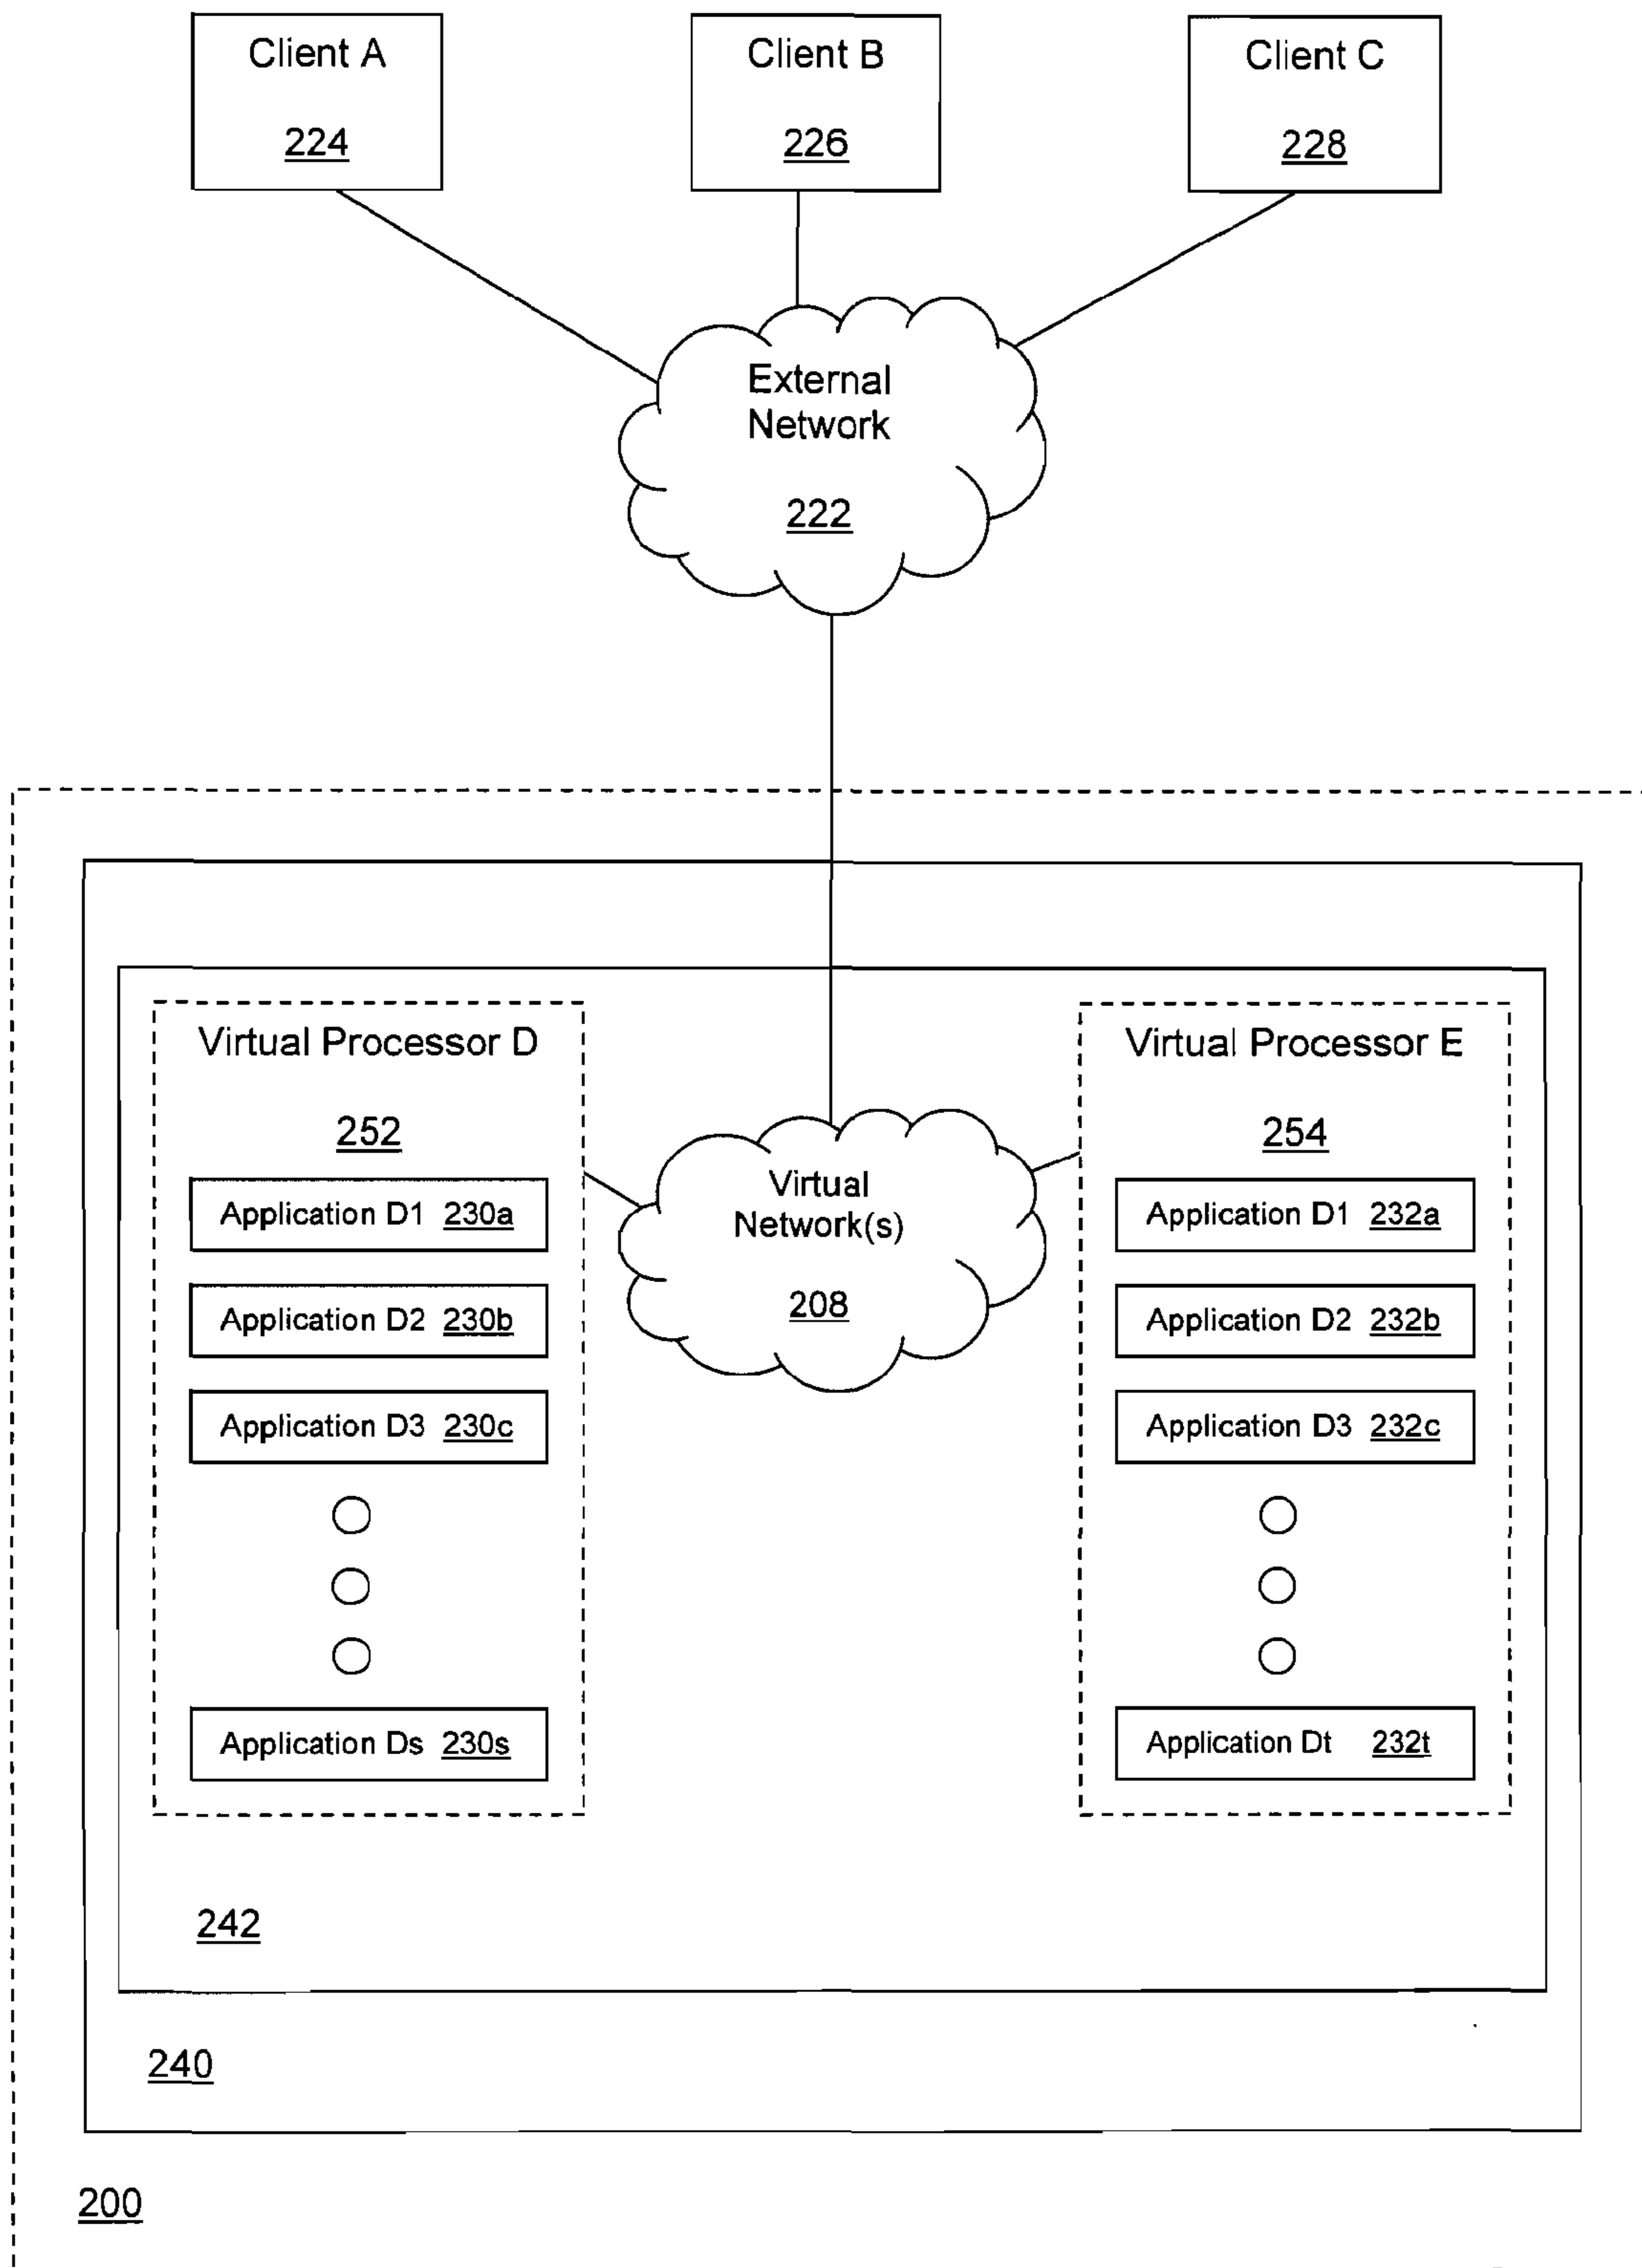 Client A
224
Client B
226
Client C
228
External
Network
222
Virtual Processor D
252
Application D1 230a
Application D2 230b
Application D3 230c
Application Ds 230s
Virtual
Network(s)
208
Virtual Processor E
254
Application D1 232a
Application D2 232b
Application D3 232c
Application Dt 232t
242
240
200